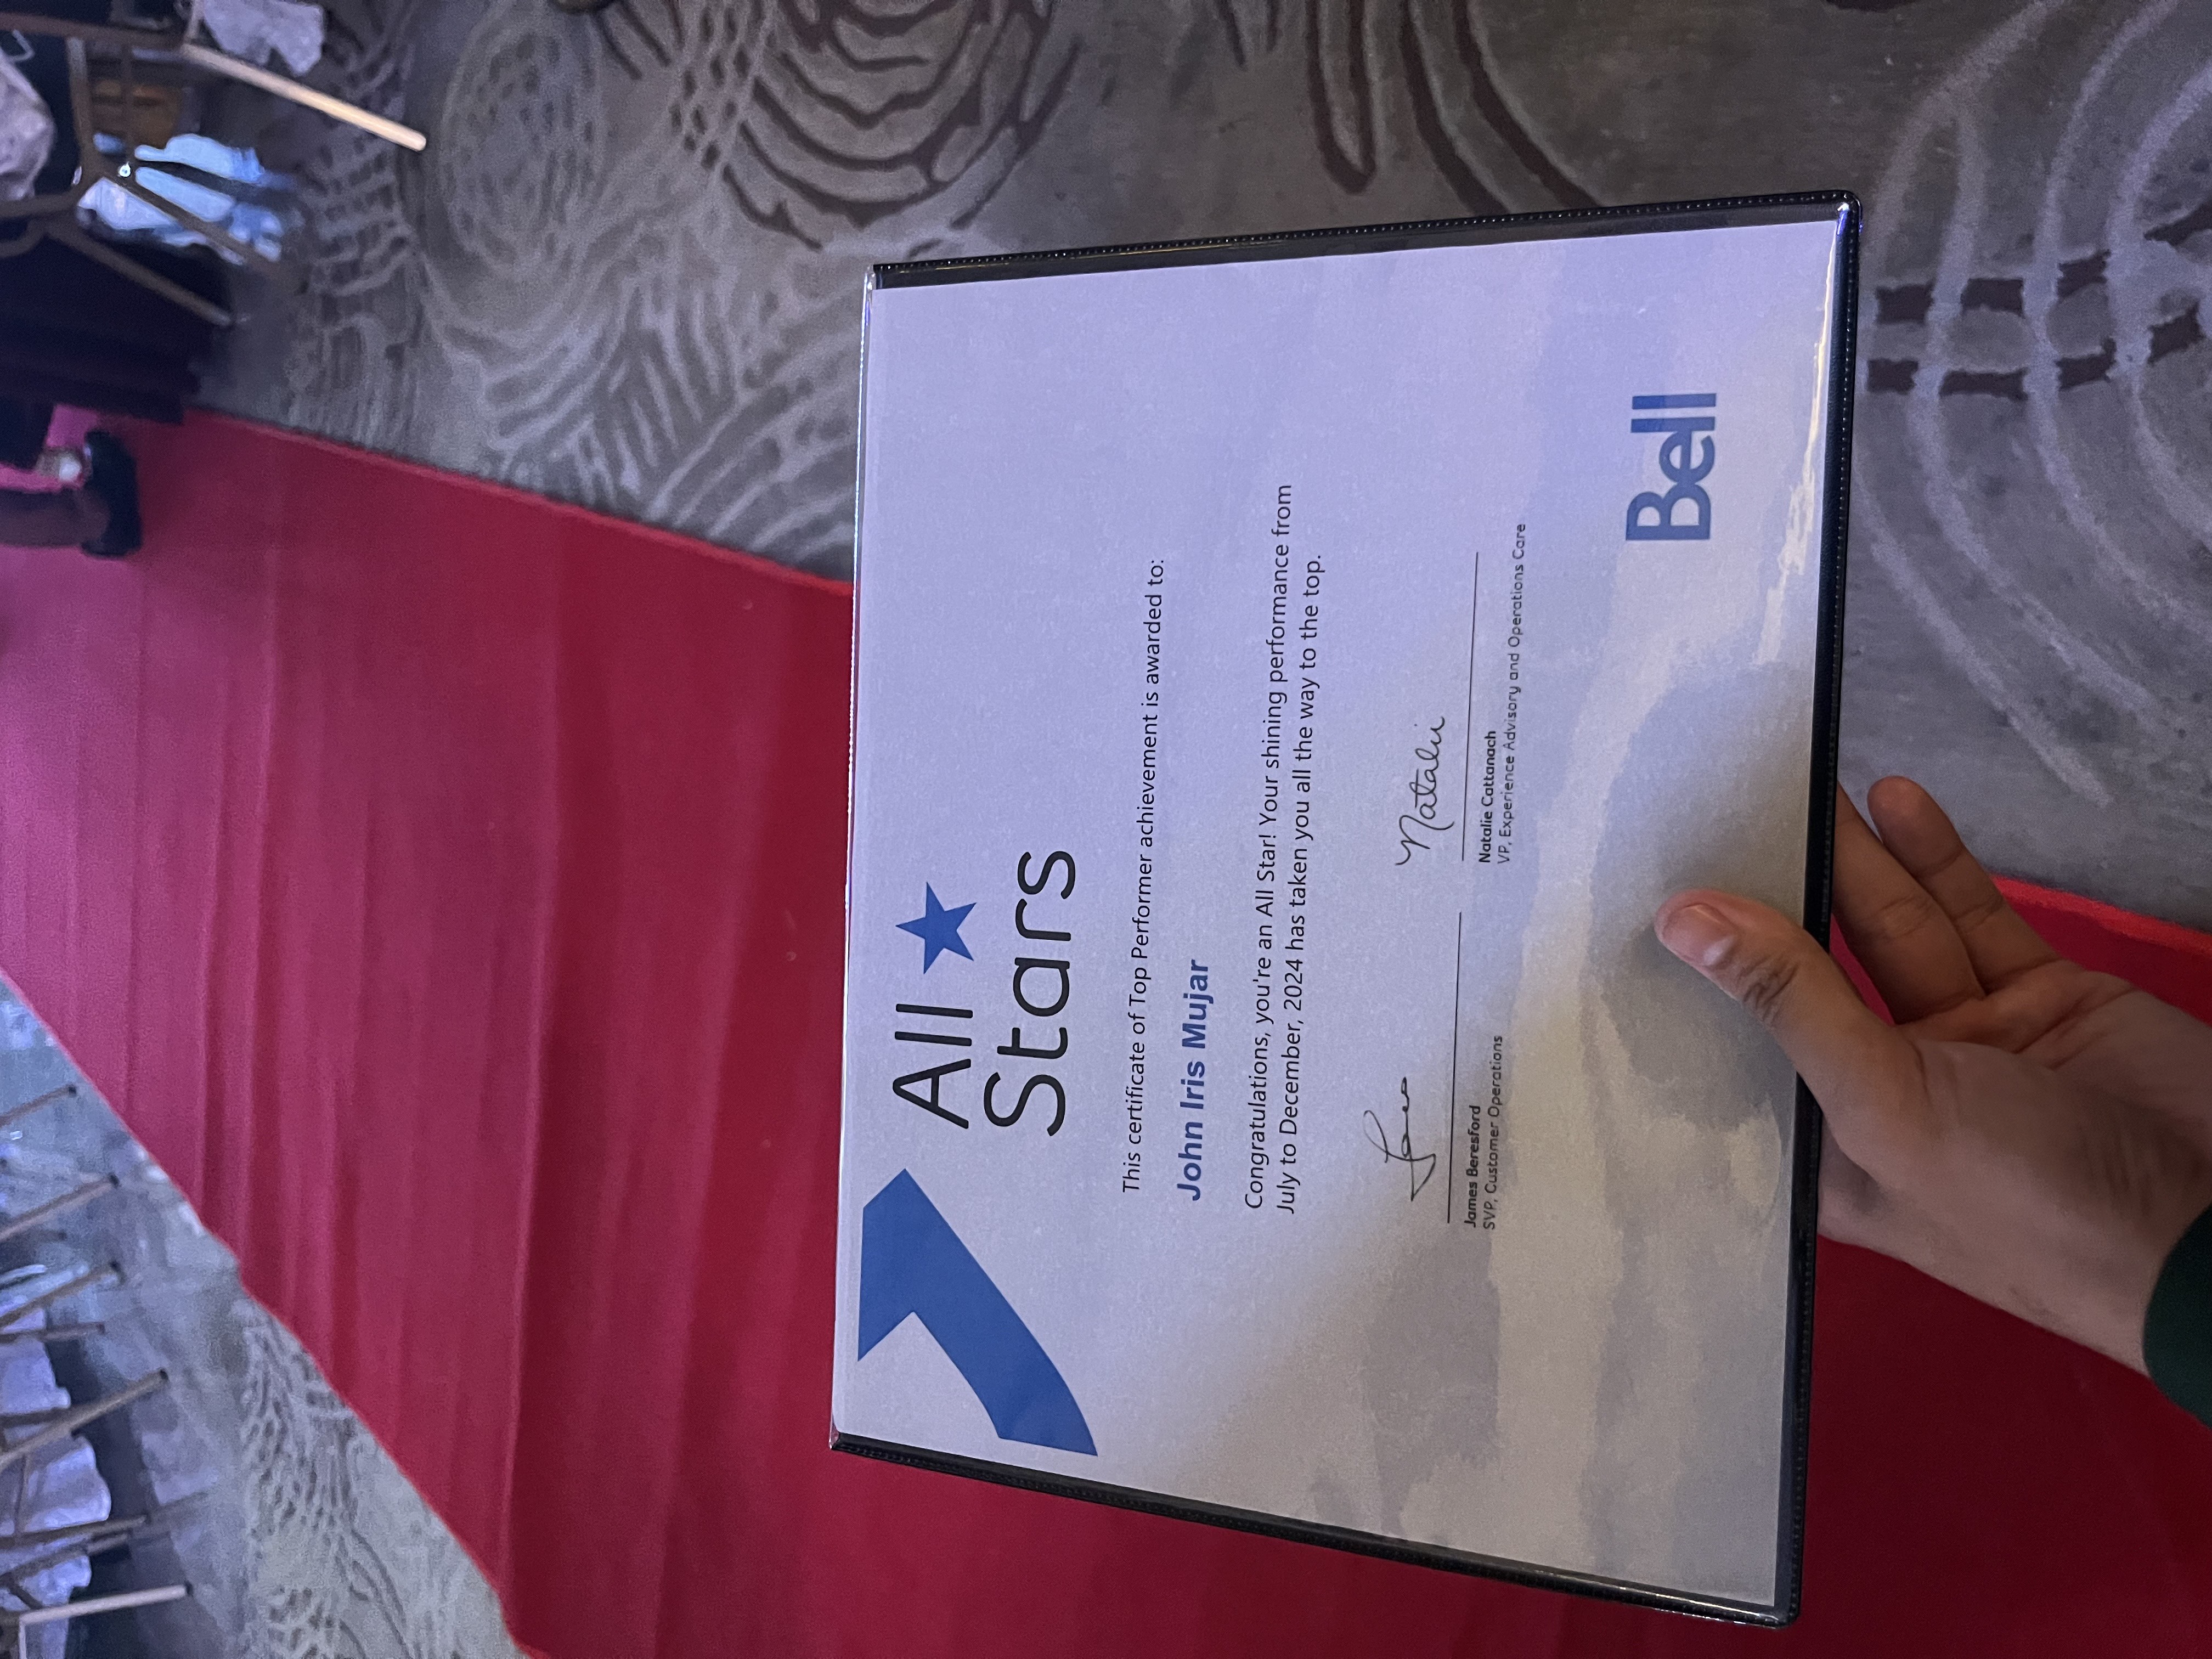 All
Stars
This certificate of Top Performer achievement is awarded to:
John Iris Mujar
Congratulations, you're an All Star! Your shining performance from
July to December, 2024 has taken you all the way to the top.
James
Natalie
James Beresford
SVP, Customer Operations
Natalie Cattanach
VP, Experience Advisory and Operations Care
Bell